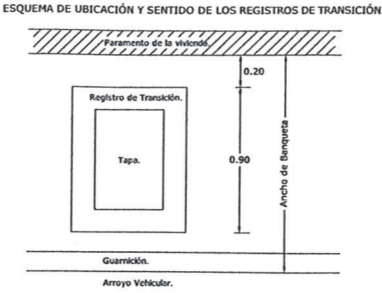 ESQUEMA DE UBICACIÓN Y SENTIDO DE LOS REGISTROS DE TRANSICIÓN
Paramento de la vivienda.
0.20
Registro de Transición.
Tapa.
0.90
Ancho de Banqueta
Guarnición.
Arroyo Vehicular.